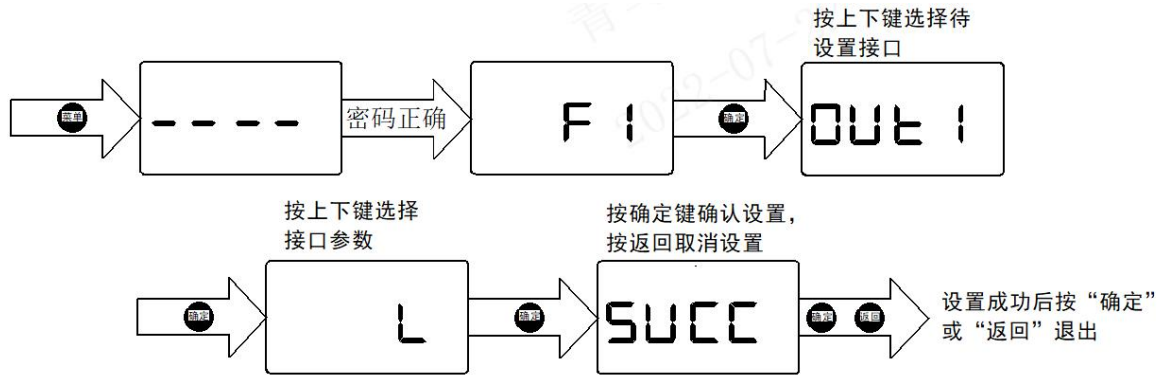 按上下键选择待
设置接口
菜单
----
密码正确
F1
确定
OUt1
按上下键选择
接口参数
按确定键确认设置，
按返回取消设置
确定
L
确定
SUCC
确定 返回
设置成功后按“确定”
或“返回”退出